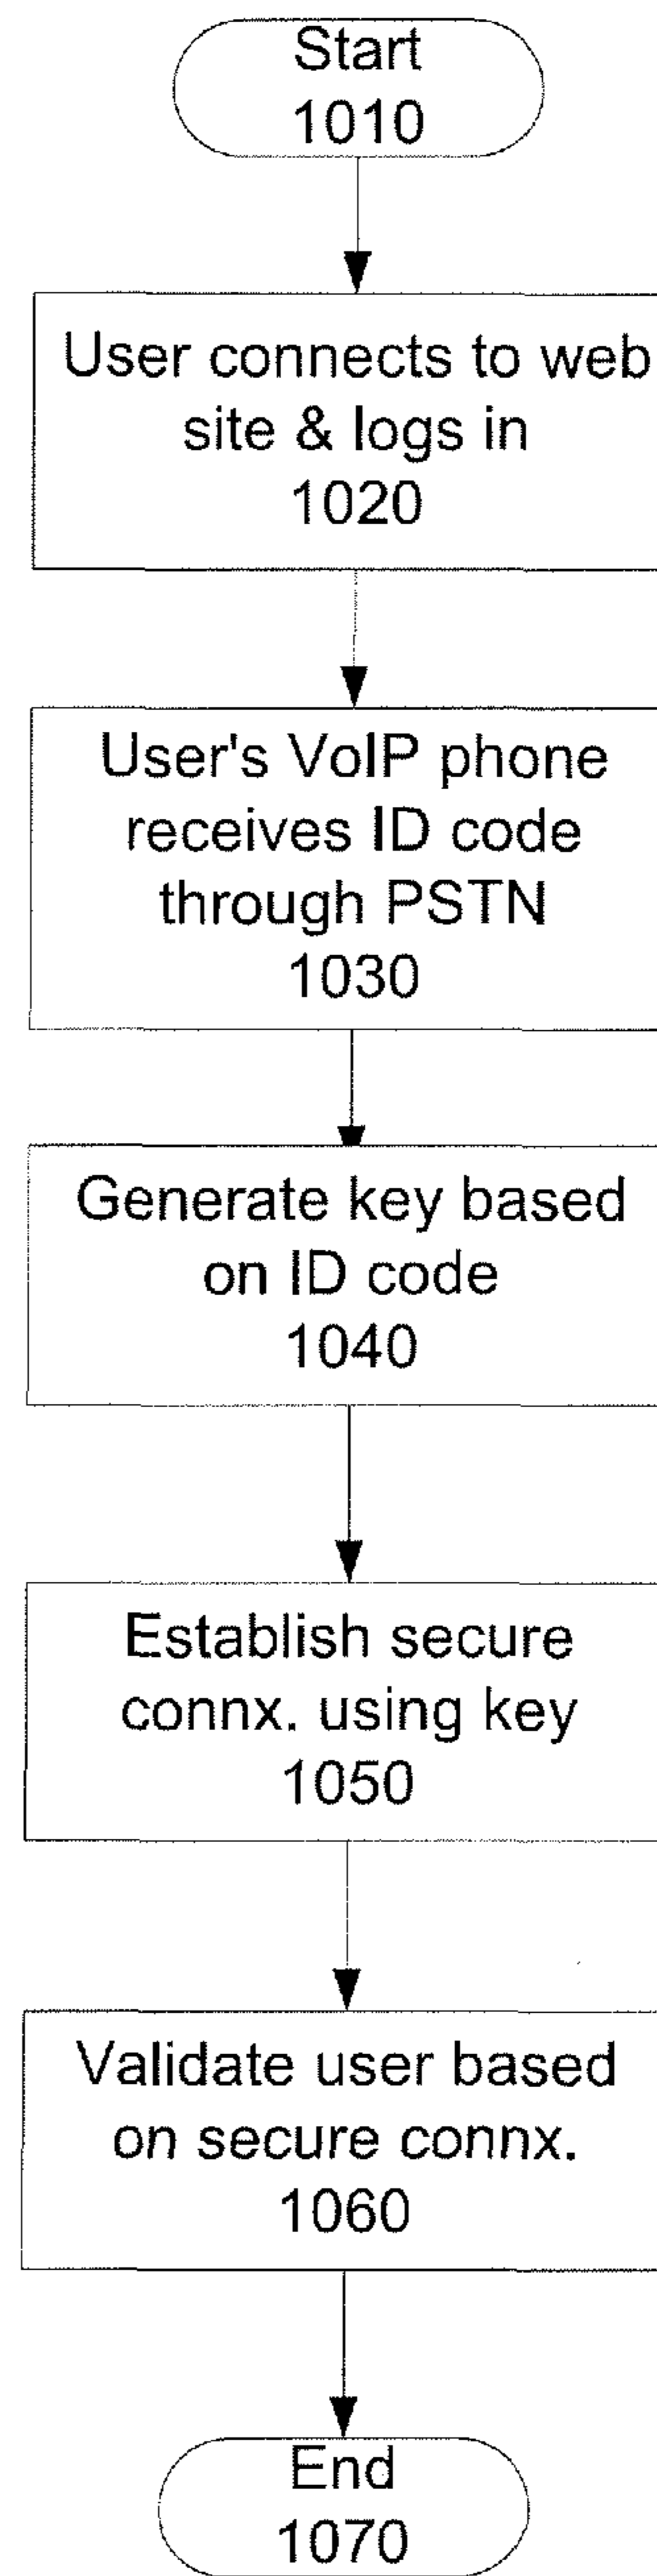 Start
1010
User connects to web
site & logs in
1020
User's VoIP phone
receives ID code
through PSTN
1030
Generate key based
on ID code
1040
Establish secure
connx. using key
1050
Validate user based
on secure connx.
1060
End
1070